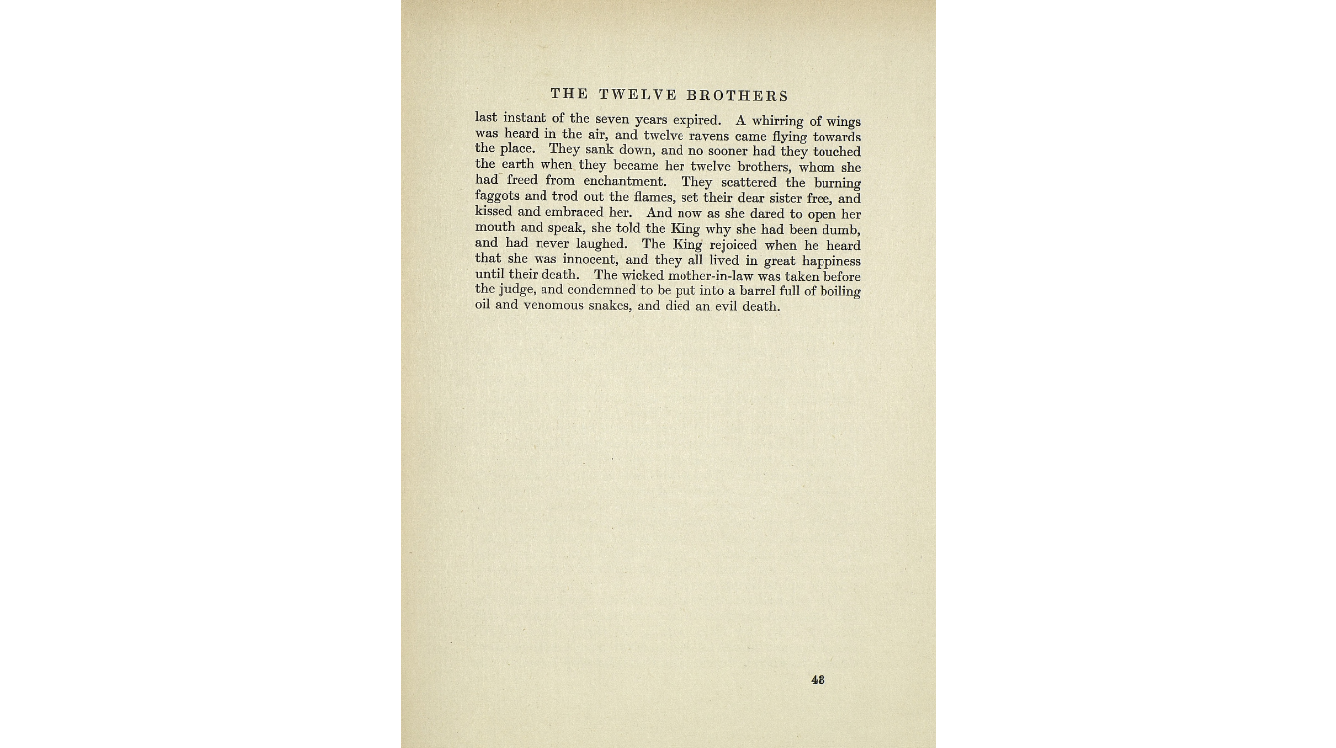 THE TWELVE BROTHERS
last instant of the seven years expired. A whirring of wings
was heard in the air, and twelve ravens came flying towards
the place. They sank down, and no sooner had they touched
the earth when they became her twelve brothers, whom she
had freed from enchantment. They scattered the burning
faggots and trod out the flames, set their dear sister free, and
kissed and embraced her. And now as she dared to open her
mouth and speak, she told the King why she had been dumb,
and had never laughed. The King rejoiced when he heard
that she was innocent, and they all lived in great happiness
until their death. The wicked mother-in-law was taken before
the judge, and condemned to be put into a barrel full of boiling
oil and venomous snakes, and died an evil death.
43